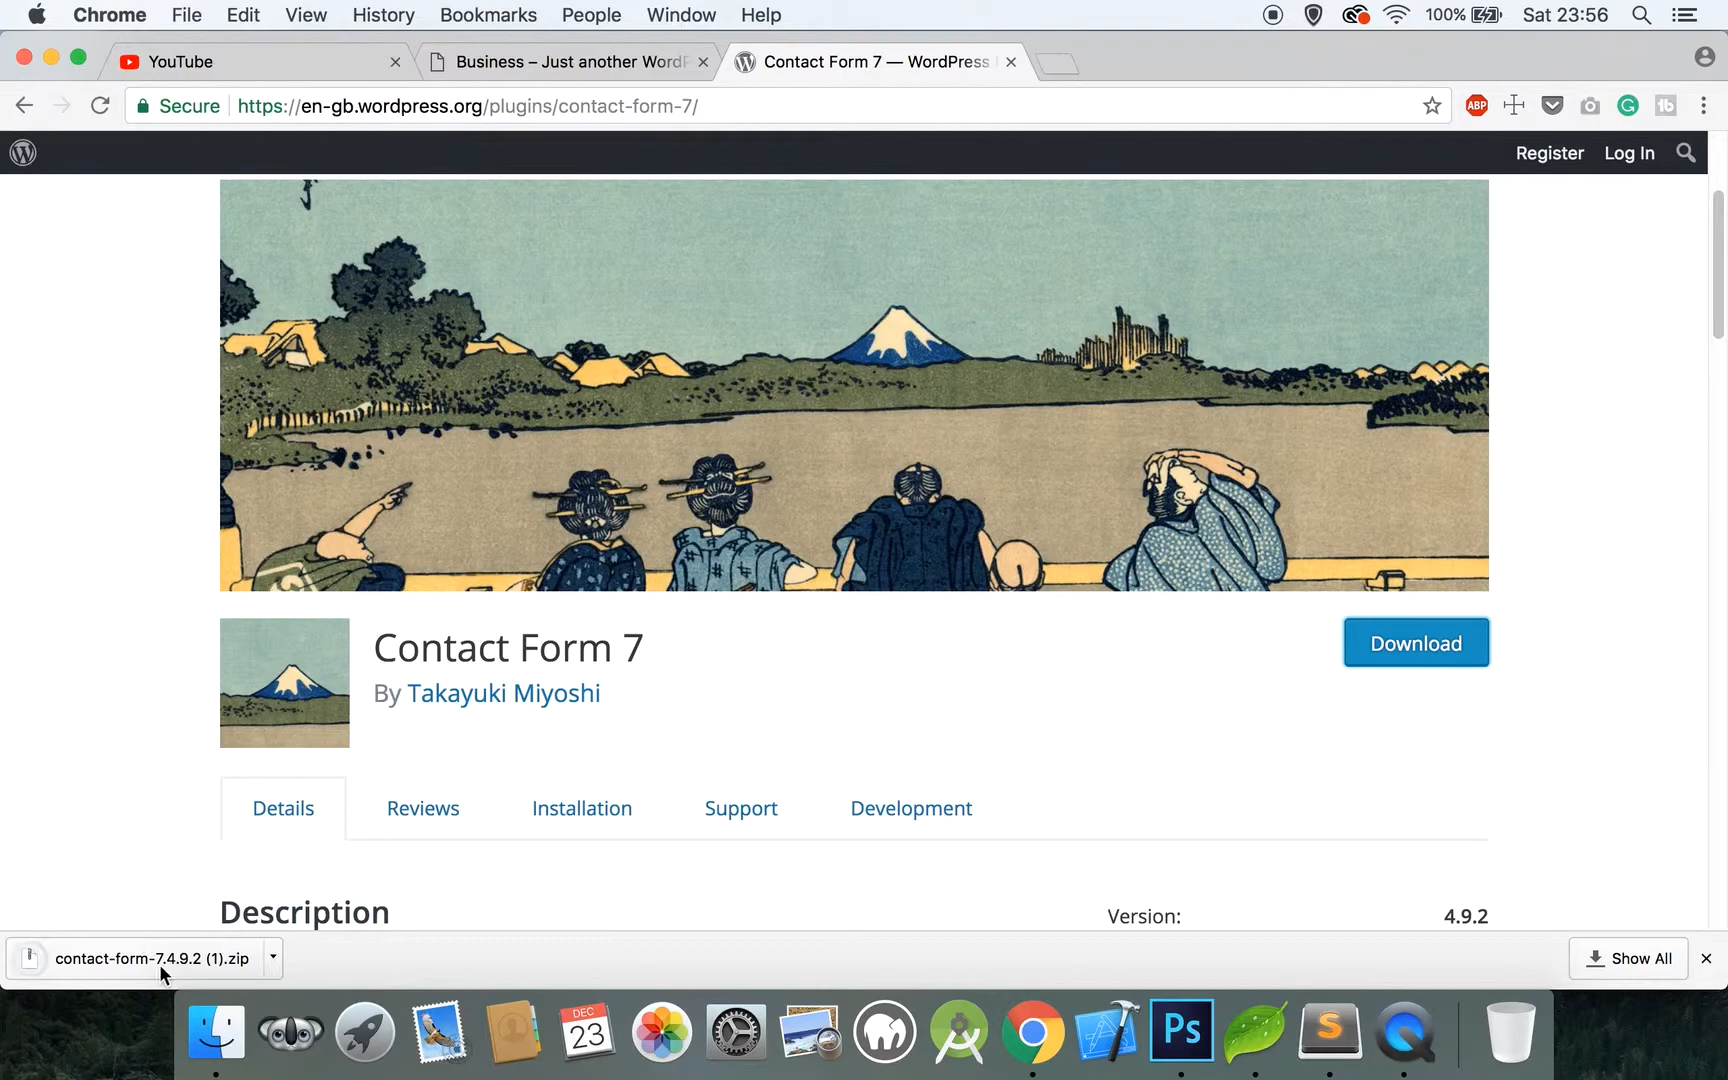 Chrome File Edit View History Bookmarks People Window Help 100% Sat 23:56
YouTube Business – Just another WordP Contact Form 7 — WordPress
Secure https://en-gb.wordpress.org/plugins/contact-form-7/ ABP G tb
Register Log In
Contact Form 7
Download
By Takayuki Miyoshi
Details Reviews Installation Support Development
Description
Version: 4.9.2
contact-form-7.4.9.2 (1).zip Show All
DEC
23
Ps
S